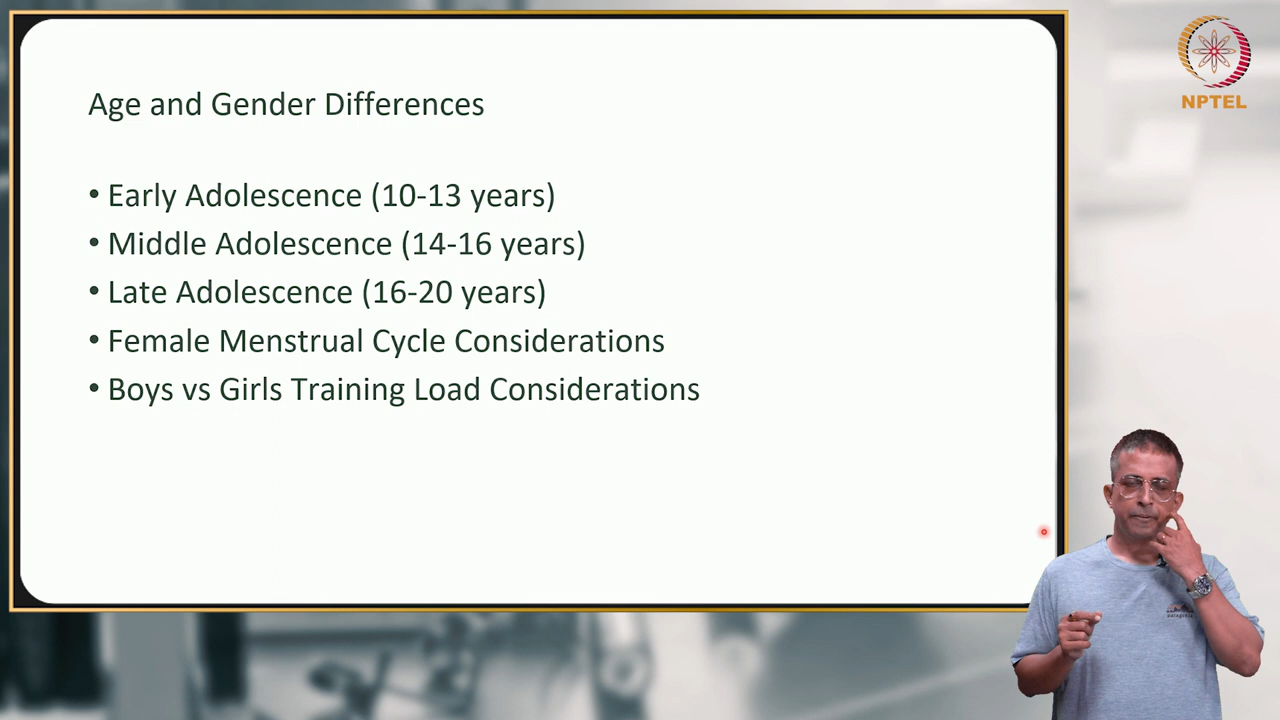 Age and Gender Differences
• Early Adolescence (10-13 years)
• Middle Adolescence (14-16 years)
• Late Adolescence (16-20 years)
• Female Menstrual Cycle Considerations
• Boys vs Girls Training Load Considerations
NPTEL